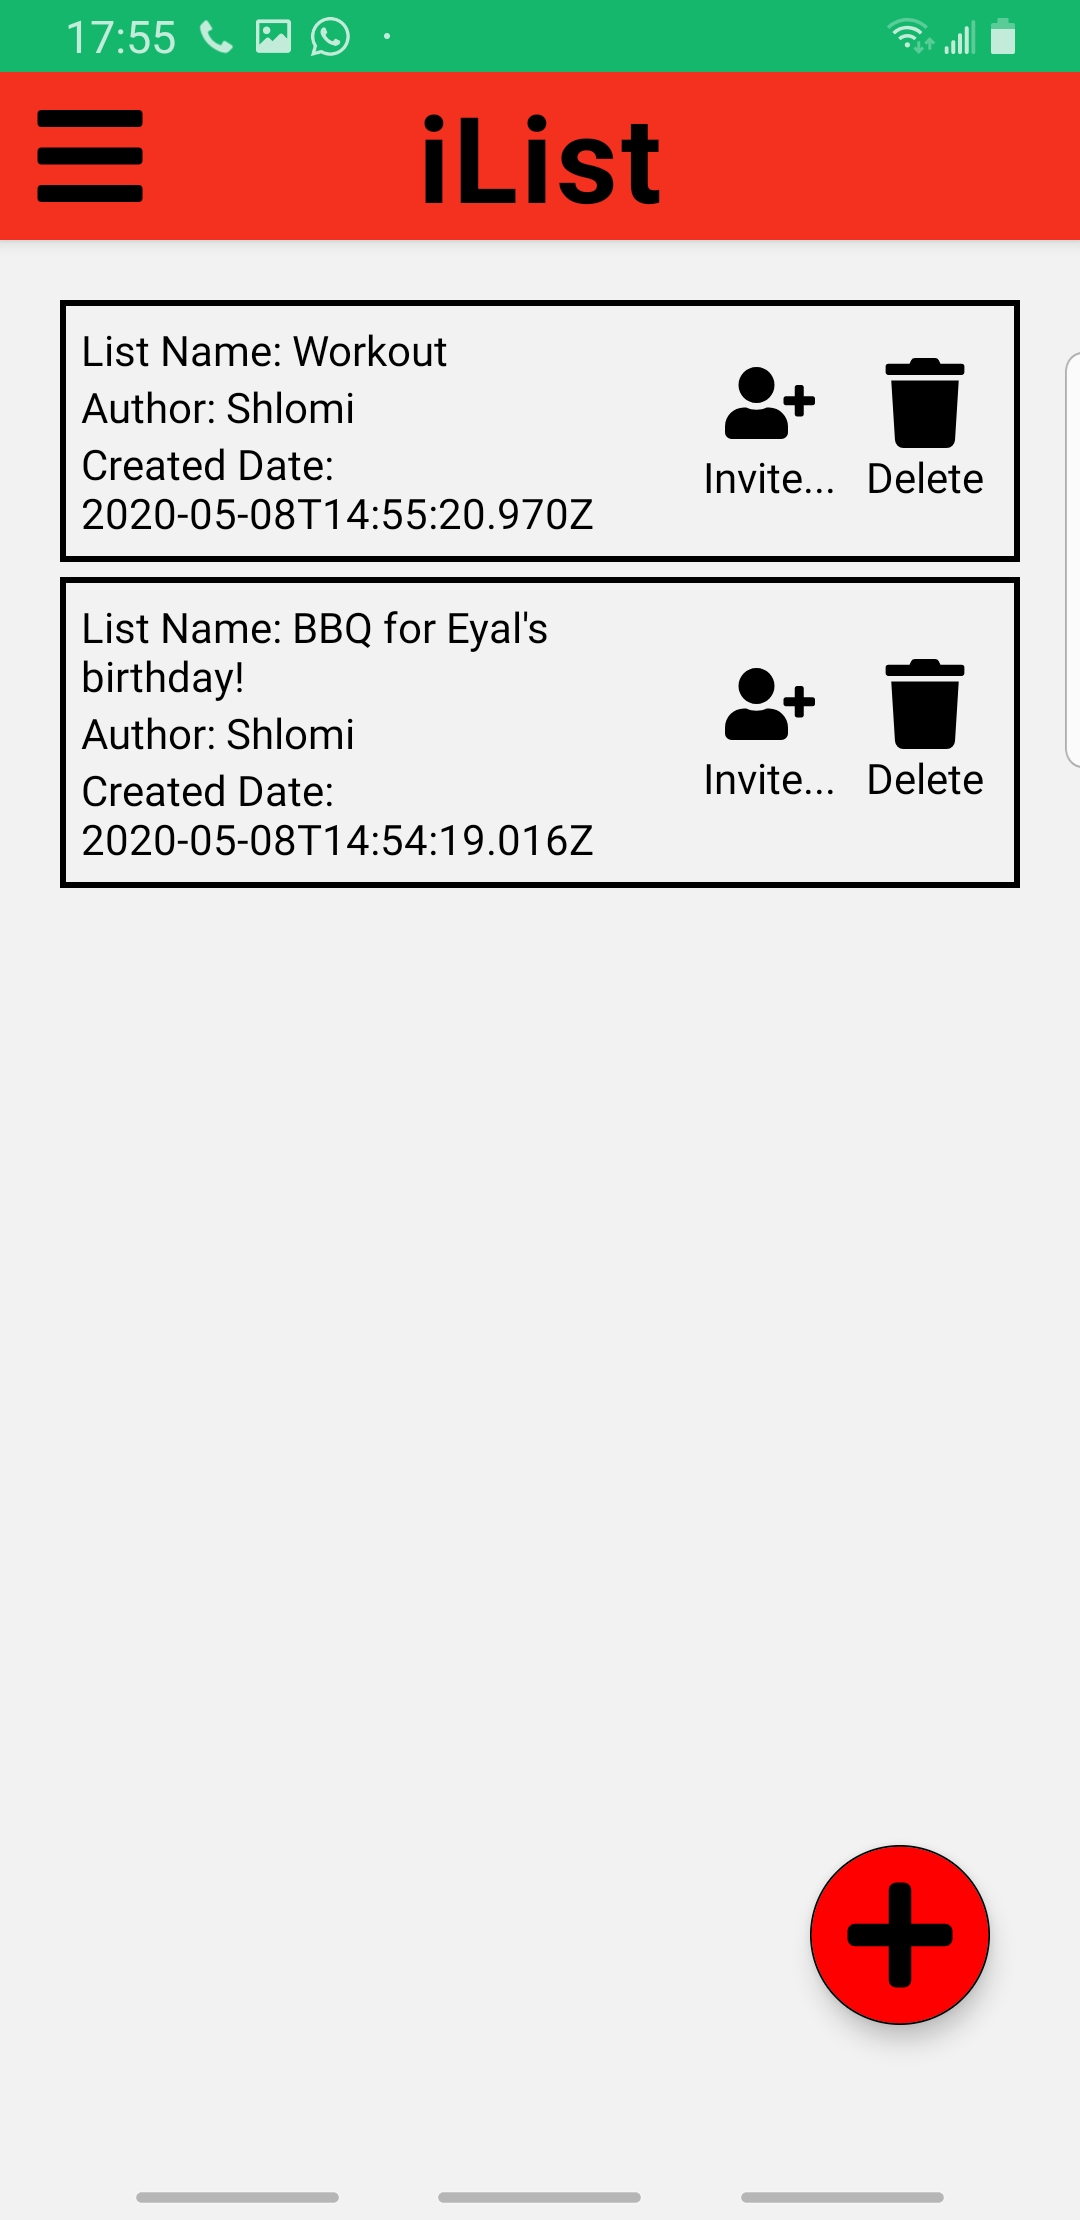 17:55
iList
List Name: Workout
Author: Shlomi
Created Date:
2020-05-08T14:55:20.970Z
Invite...
Delete
List Name: BBQ for Eyal's
birthday!
Author: Shlomi
Created Date:
2020-05-08T14:54:19.016Z
Invite...
Delete